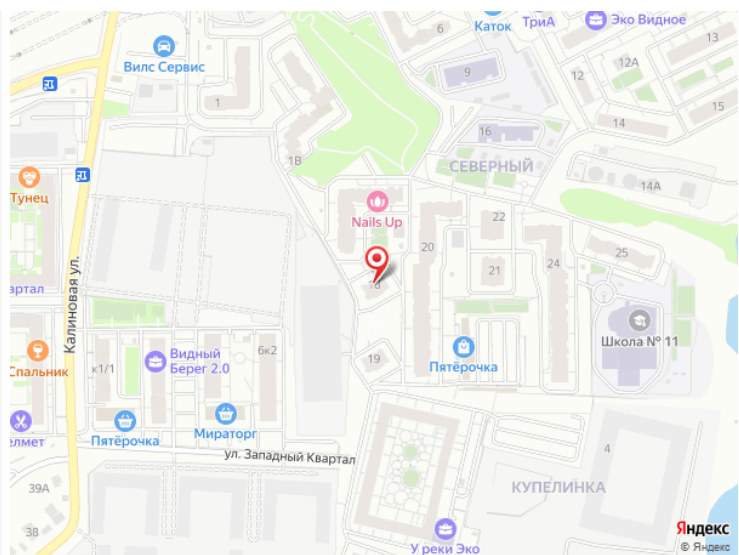 Каток
ТриА
Эко Видное
6
13
Вилс Сервис
9
12
12А
1
15
14
16
1В
СЕВЕРНЫЙ
14А
Тунец
Nails Up
22
20
25
Калиновая ул.
21
24
18
артал
Школа № 11
Видный
Берег 2.0
6к2
19
к1/1
Пятёрочка
Спальник
елмет
Пятёрочка
Мираторг
ул. Западный Квартал
4
39А
КУПЕЛИНКА
38
У реки Эко
Яндекс
© Яндекс